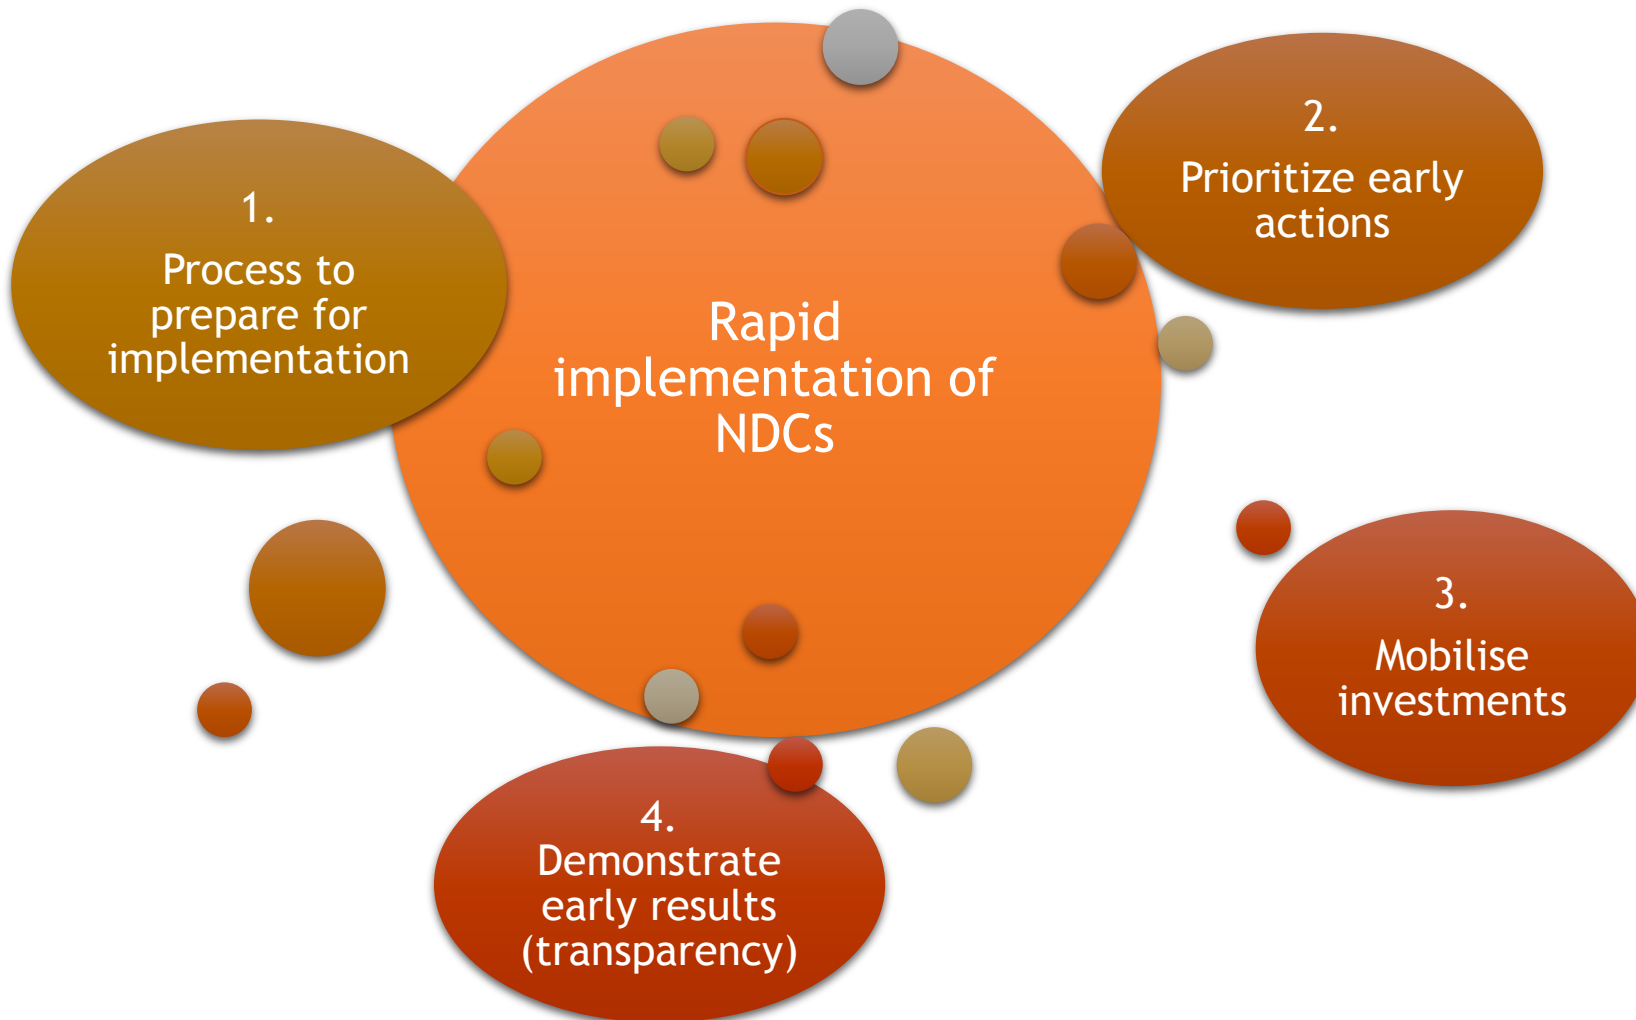 1.
Process to
prepare for
implementation
Rapid
implementation of
NDCs
2.
Prioritize early
actions
3.
Mobilise
investments
4.
Demonstrate
early results
(transparency)